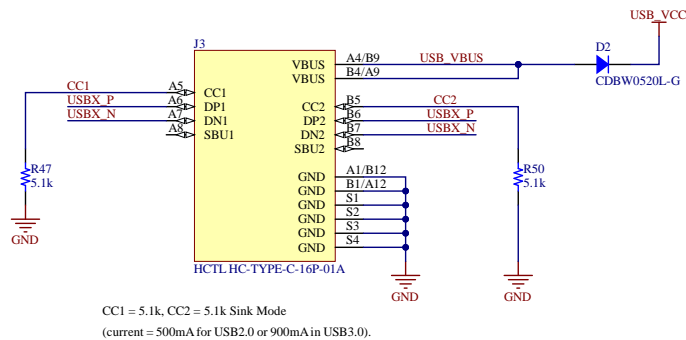 USB_VCC
J3
D2
VBUS A4/B9 USB_VBUS
VBUS B4/A9
CDBW0520L-G
CC1 A5 CC1 CC2 B5 CC2
USBX_P A6 DP1 DP2 B6 USBX_P
USBX_N A7 DN1 DN2 B7 USBX_N
A8 SBU1 SBU2 B8
R47
5.1k
R50
5.1k
GND A1/B12
GND B1/A12
GND S1
GND S2
GND S3
GND S4
GND
HCTL HC-TYPE-C-16P-01A
GND
GND
CC1 = 5.1k, CC2 = 5.1k Sink Mode
(current = 500mA for USB2.0 or 900mA in USB3.0).